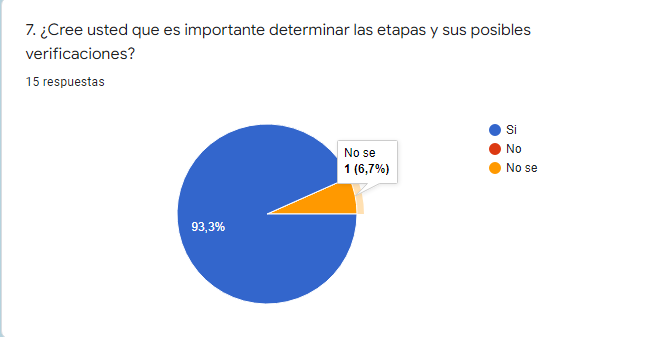 7. ¿Cree usted que es importante determinar las etapas y sus posibles
verificaciones?
15 respuestas
No se
1 (6,7%)
93,3%
Si
No
No se